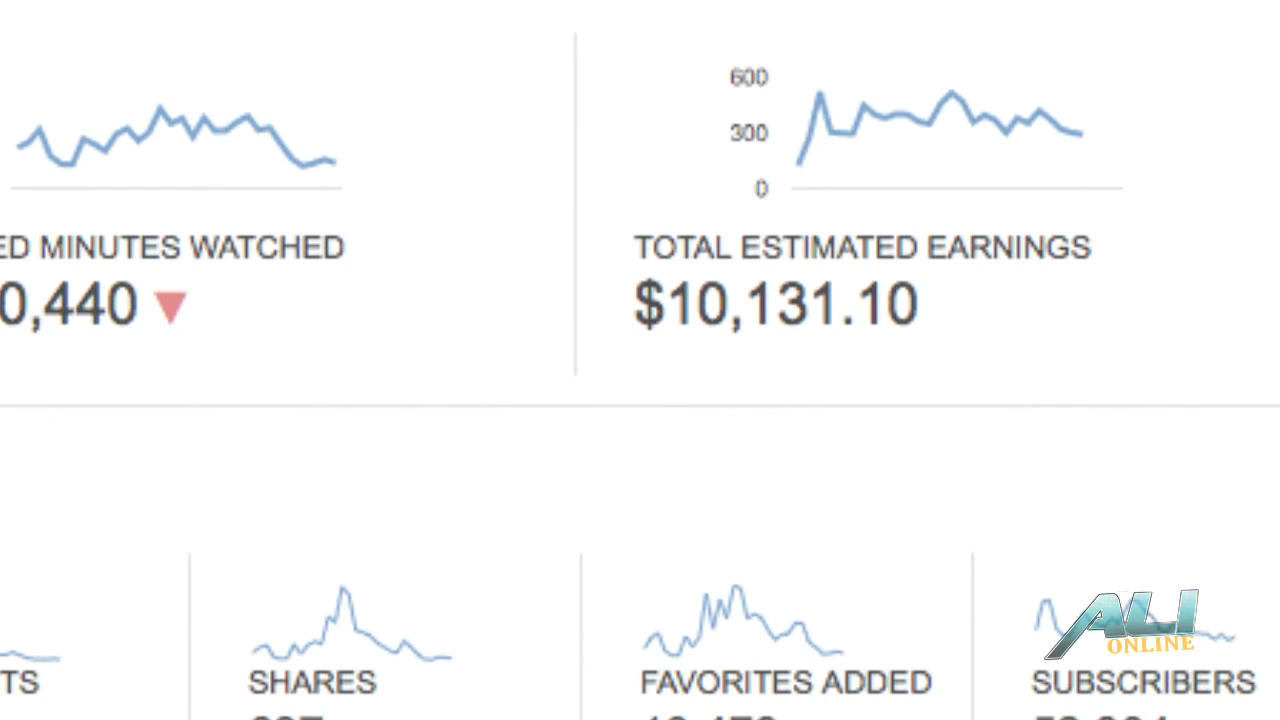 600
300
0
ED MINUTES WATCHED
TOTAL ESTIMATED EARNINGS
0,440
$10,131.10
ALI
ONLINE
TS
SHARES
FAVORITES ADDED
SUBSCRIBERS